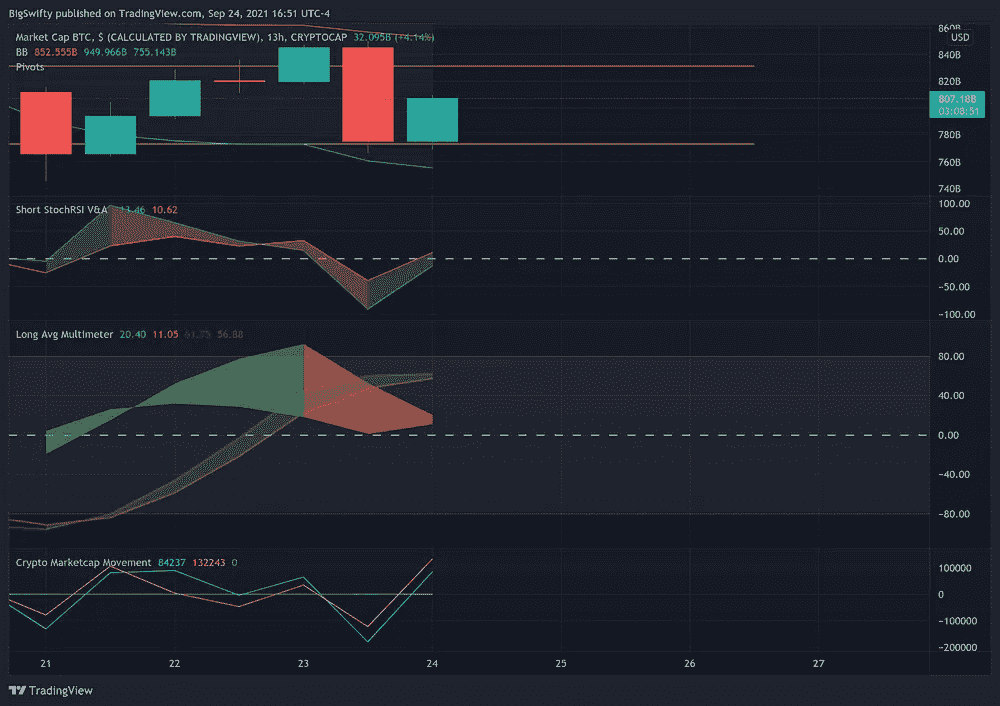 BigSwifty published on TradingView.com, Sep 24, 2021 16:51 UTC-4
Market Cap BTC, $ (CALCULATED BY TRADINGVIEW), 13h, CRYPTOCAP 32.095B (+4.14%)
BB 852.555B 949.966B 755.143B
Pivots
860B
USD
840B
820B
807.18B
03:08:51
780B
760B
740B
Short StochRSI V&A -13.46 10.62
100.00
50.00
0.00
-50.00
-100.00
Long Avg Multimeter 20.40 11.05 61.75 56.88
80.00
40.00
0.00
-40.00
-80.00
Crypto Marketcap Movement 84237 132243 0
100000
0
-100000
-200000
21 22 23 24 25 26 27
TradingView